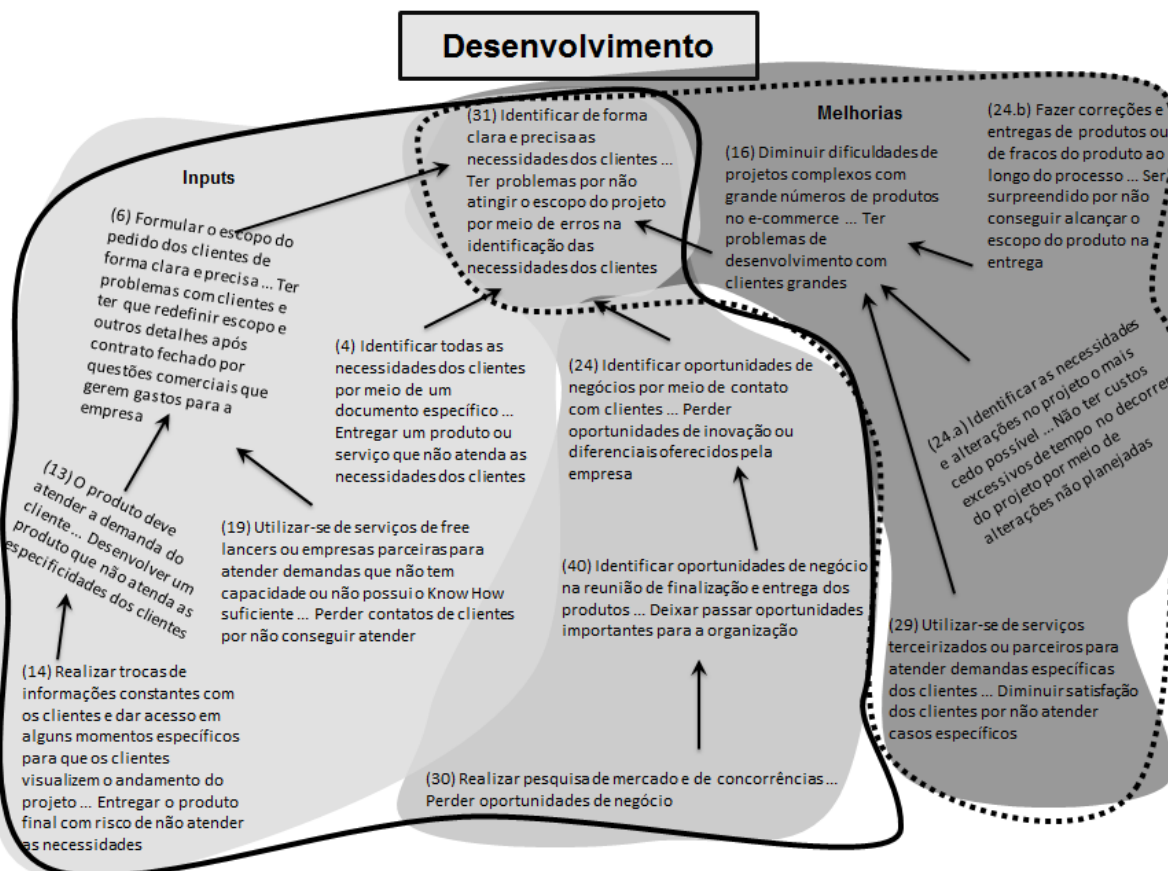 Desenvolvimento
Inputs
(6) Formular o escopo do
pedido dos clientes de
forma clara e precisa ... Ter
problemas com clientes e
ter que redefinir escopo e
outros detalhes após
contrato fechado por
questões comerciais que
gerem gastos para a
empresa
(13) O produto deve
atender a demanda do
cliente ... Desenvolver um
produto que não atenda as
especificidades dos clientes
(14) Realizar trocas de
informações constantes com
os clientes e dar acesso em
alguns momentos específicos
para que os clientes
visualizem o andamento do
projeto ... Entregar o produto
final com risco de não atender
as necessidades
(19) Utilizar-se de serviços de free
lancers ou empresas parceiras para
atender demandas que não tem
capacidade ou não possui o Know How
suficiente ... Perder contatos de clientes
por não conseguir atender
(4) Identificar todas as
necessidades dos clientes
por meio de um
documento específico ...
Entregar um produto ou
serviço que não atenda as
necessidades dos clientes
(31) Identificar de forma
clara e precisa as
necessidades dos clientes ...
Ter problemas por não
atingir o escopo do projeto
por meio de erros na
identificação das
necessidades dos clientes
(24) Identificar oportunidades de
negócios por meio de contato
com clientes ... Perder
oportunidades de inovação ou
diferenciais oferecidos pela
empresa
(40) Identificar oportunidades de negócio
na reunião de finalização e entrega dos
produtos ... Deixar passar oportunidades
importantes para a organização
(30) Realizar pesquisa de mercado e de concorrências ...
Perder oportunidades de negócio
Melhorias
(16) Diminuir dificuldades de
projetos complexos com
grande números de produtos
no e-commerce ... Ter
problemas de
desenvolvimento com
clientes grandes
(24.b) Fazer correções e
entregas de produtos ou
de fracos do produto ao
longo do processo ... Ser
surpreendido por não
conseguir alcançar o
escopo do produto na
entrega
(24.a) Identificar as necessidades
e alterações no projeto o mais
cedo possível ... Não ter custos
excessivos de tempo no decorrer
do projeto por meio de
alterações não planejadas
(29) Utilizar-se de serviços
terceirizados ou parceiros para
atender demandas específicas
dos clientes ... Diminuir satisfação
dos clientes por não atender
casos específicos